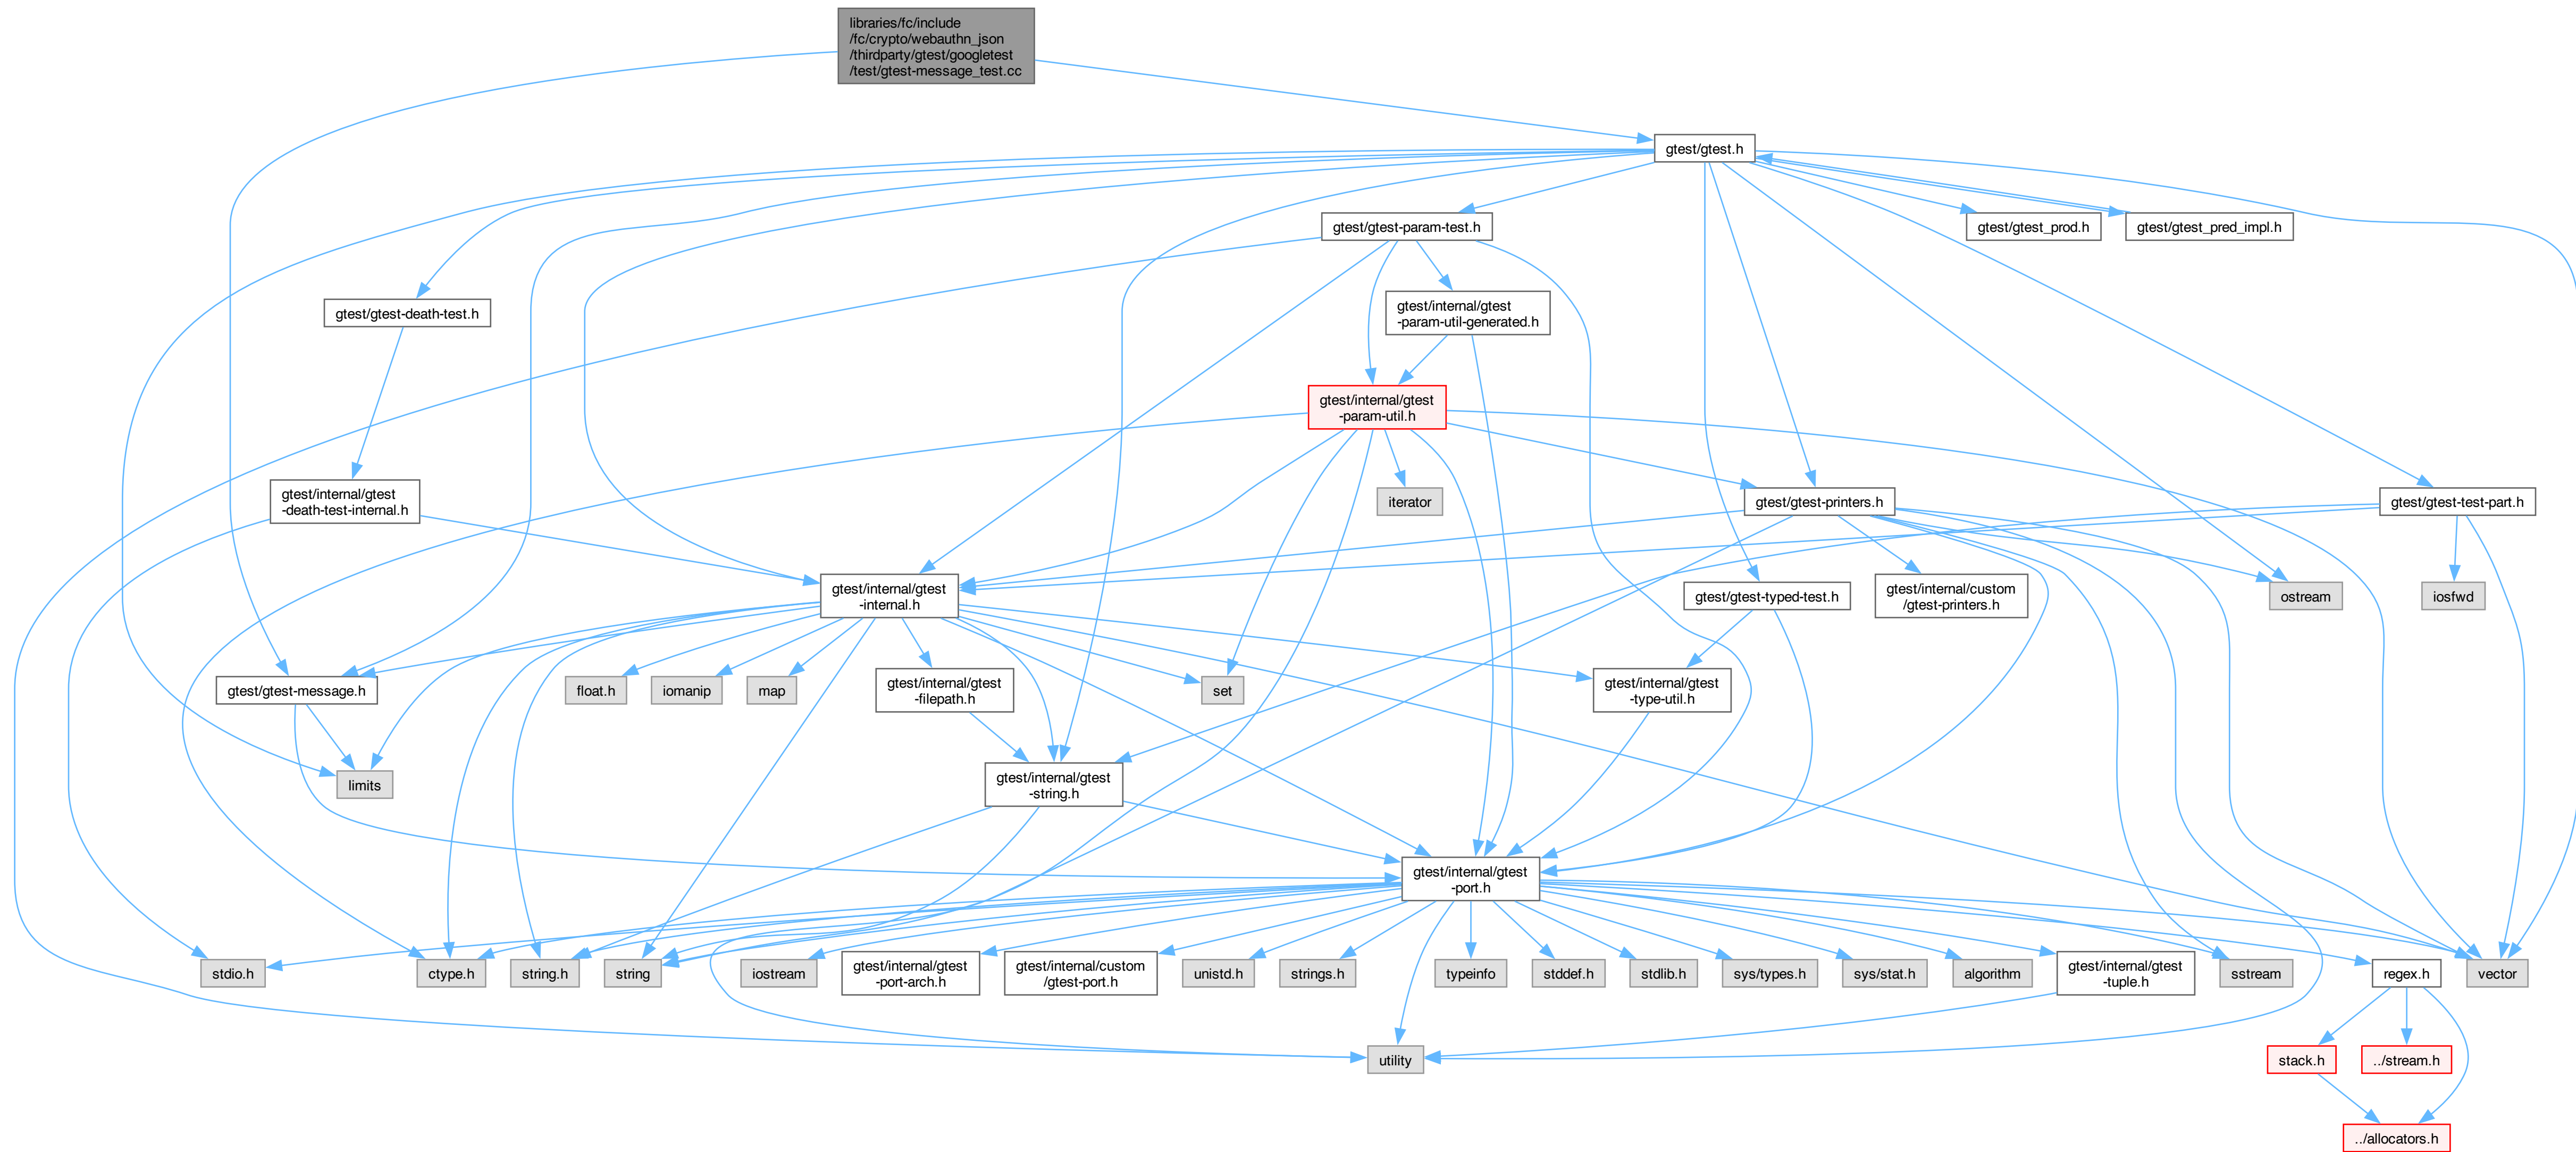 libraries/fc/include
/fc/crypto/webauthn_json
/thirdparty/gtest/googletest
/test/gtest-message_test.cc
gtest/gtest.h
gtest/gtest-param-test.h
gtest/gtest_prod.h
gtest/gtest_pred_impl.h
gtest/gtest-death-test.h
gtest/internal/gtest
-param-util-generated.h
gtest/internal/gtest
-param-util.h
gtest/internal/gtest
-death-test-internal.h
iterator
gtest/gtest-printers.h
gtest/gtest-test-part.h
gtest/internal/gtest
-internal.h
gtest/gtest-typed-test.h
gtest/internal/custom
/gtest-printers.h
ostream
iosfwd
gtest/gtest-message.h
float.h
iomanip
map
gtest/internal/gtest
-filepath.h
set
gtest/internal/gtest
-type-util.h
limits
gtest/internal/gtest
-string.h
gtest/internal/gtest
-port.h
stdio.h
ctype.h
string.h
string
iostream
gtest/internal/gtest
-port-arch.h
gtest/internal/custom
/gtest-port.h
unistd.h
strings.h
typeinfo
stddef.h
stdlib.h
sys/types.h
sys/stat.h
algorithm
gtest/internal/gtest
-tuple.h
sstream
regex.h
vector
utility
stack.h
../stream.h
../allocators.h